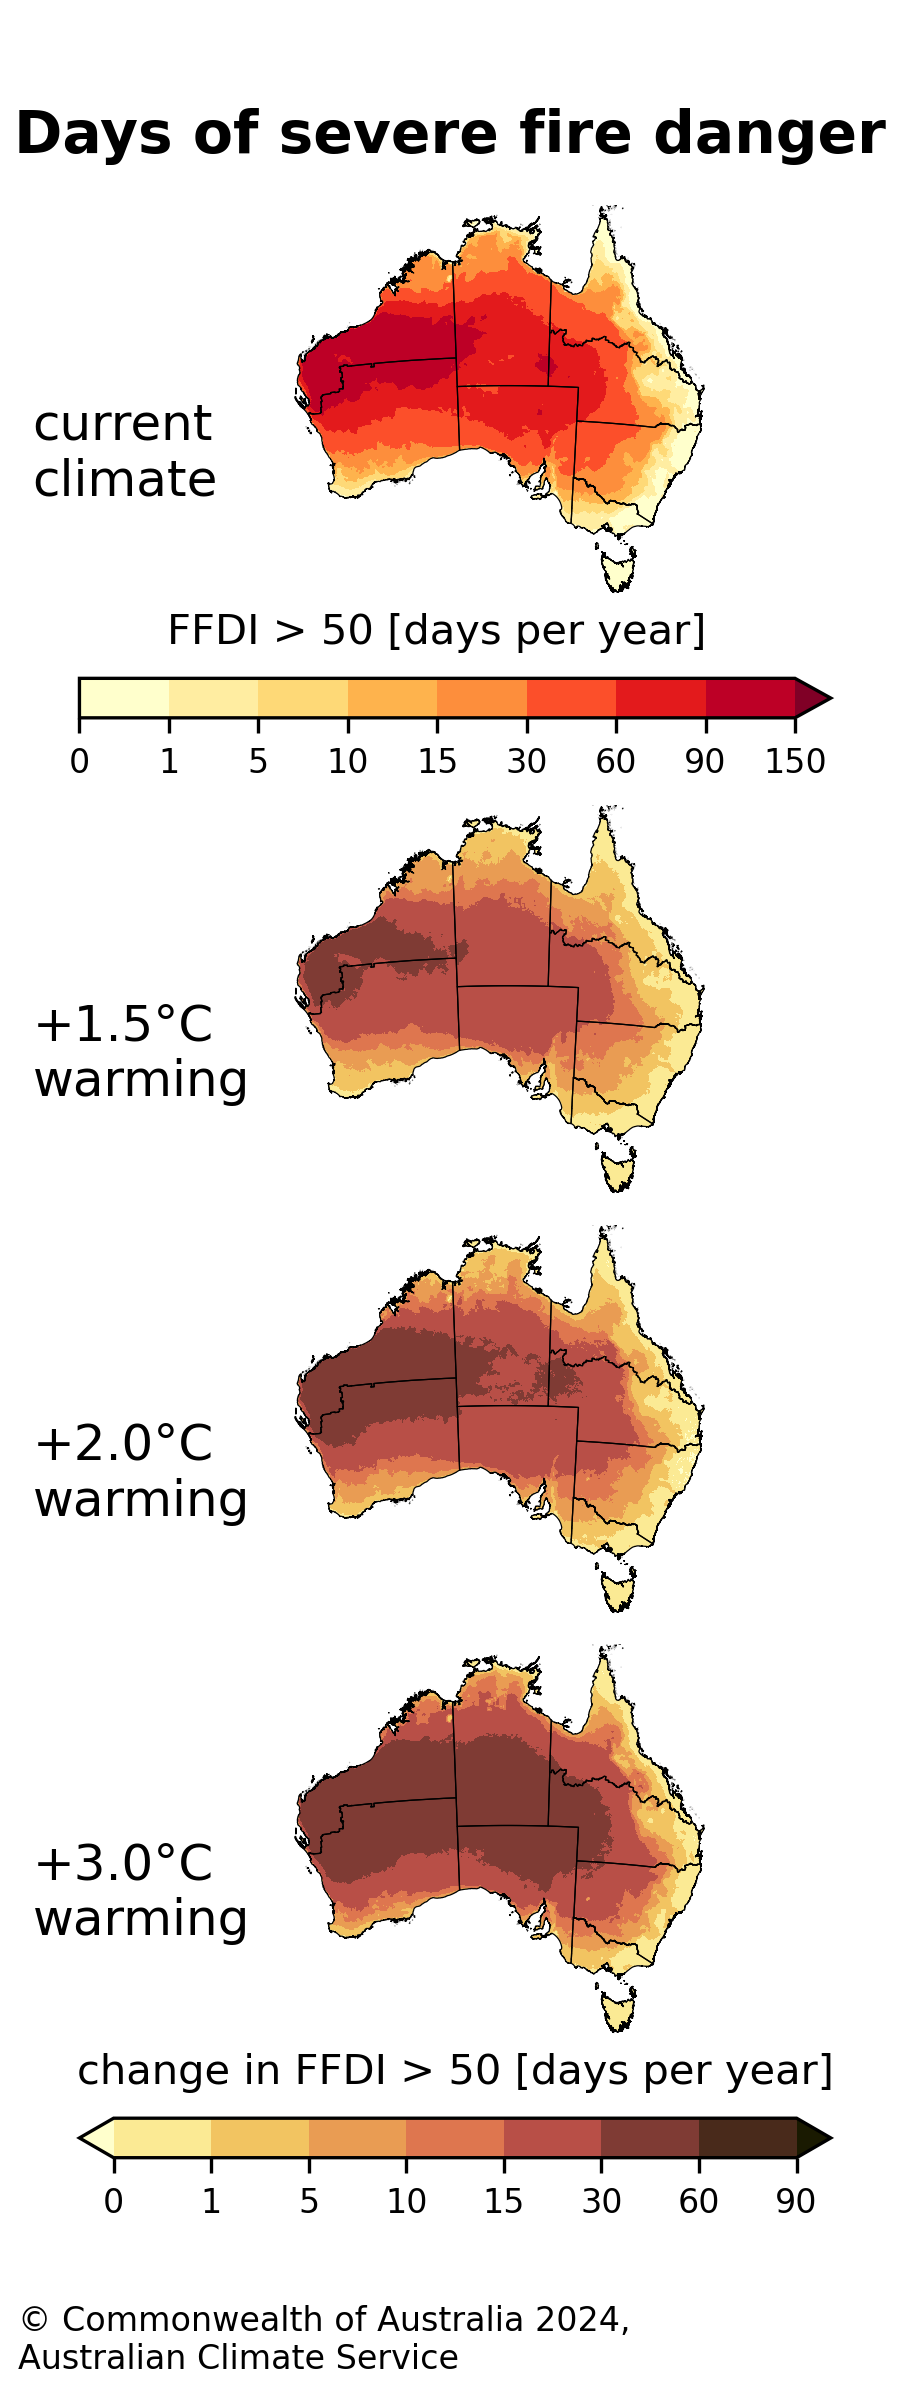 Days of severe fire danger
current
climate
FFDI > 50 [days per year]
0 1 5 10 15 30 60 90 150
+1.5°C
warming
+2.0°C
warming
+3.0°C
warming
change in FFDI > 50 [days per year]
0 1 5 10 15 30 60 90
© Commonwealth of Australia 2024,
Australian Climate Service